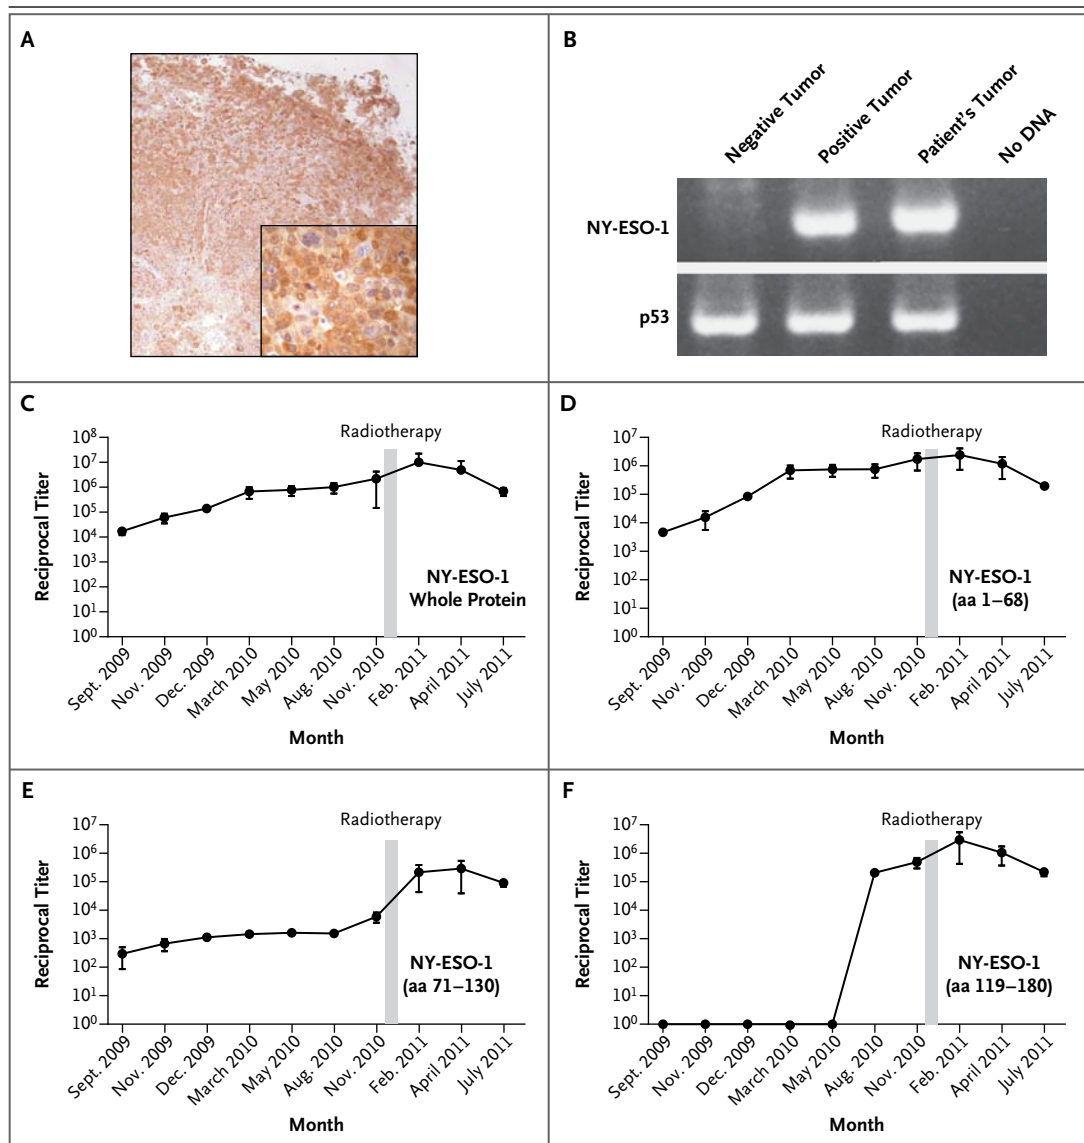 A
B
Negative Tumor
Positive Tumor
Patient's Tumor
No DNA
NY-ESO-1
p53
C
Radiotherapy
10⁸
10⁷
10⁶
10⁵
10⁴
10³
10²
10¹
10⁰
Reciprocal Titer
NY-ESO-1
Whole Protein
Sept. 2009
Nov. 2009
Dec. 2009
March 2010
May 2010
Aug. 2010
Nov. 2010
Feb. 2011
April 2011
July 2011
Month
D
Radiotherapy
10⁷
10⁶
10⁵
10⁴
10³
10²
10¹
10⁰
Reciprocal Titer
NY-ESO-1
(aa 1–68)
Sept. 2009
Nov. 2009
Dec. 2009
March 2010
May 2010
Aug. 2010
Nov. 2010
Feb. 2011
April 2011
July 2011
Month
E
Radiotherapy
10⁷
10⁶
10⁵
10⁴
10³
10²
10¹
10⁰
Reciprocal Titer
NY-ESO-1
(aa 71–130)
Sept. 2009
Nov. 2009
Dec. 2009
March 2010
May 2010
Aug. 2010
Nov. 2010
Feb. 2011
April 2011
July 2011
Month
F
Radiotherapy
10⁷
10⁶
10⁵
10⁴
10³
10²
10¹
10⁰
Reciprocal Titer
NY-ESO-1
(aa 119–180)
Sept. 2009
Nov. 2009
Dec. 2009
March 2010
May 2010
Aug. 2010
Nov. 2010
Feb. 2011
April 2011
July 2011
Month